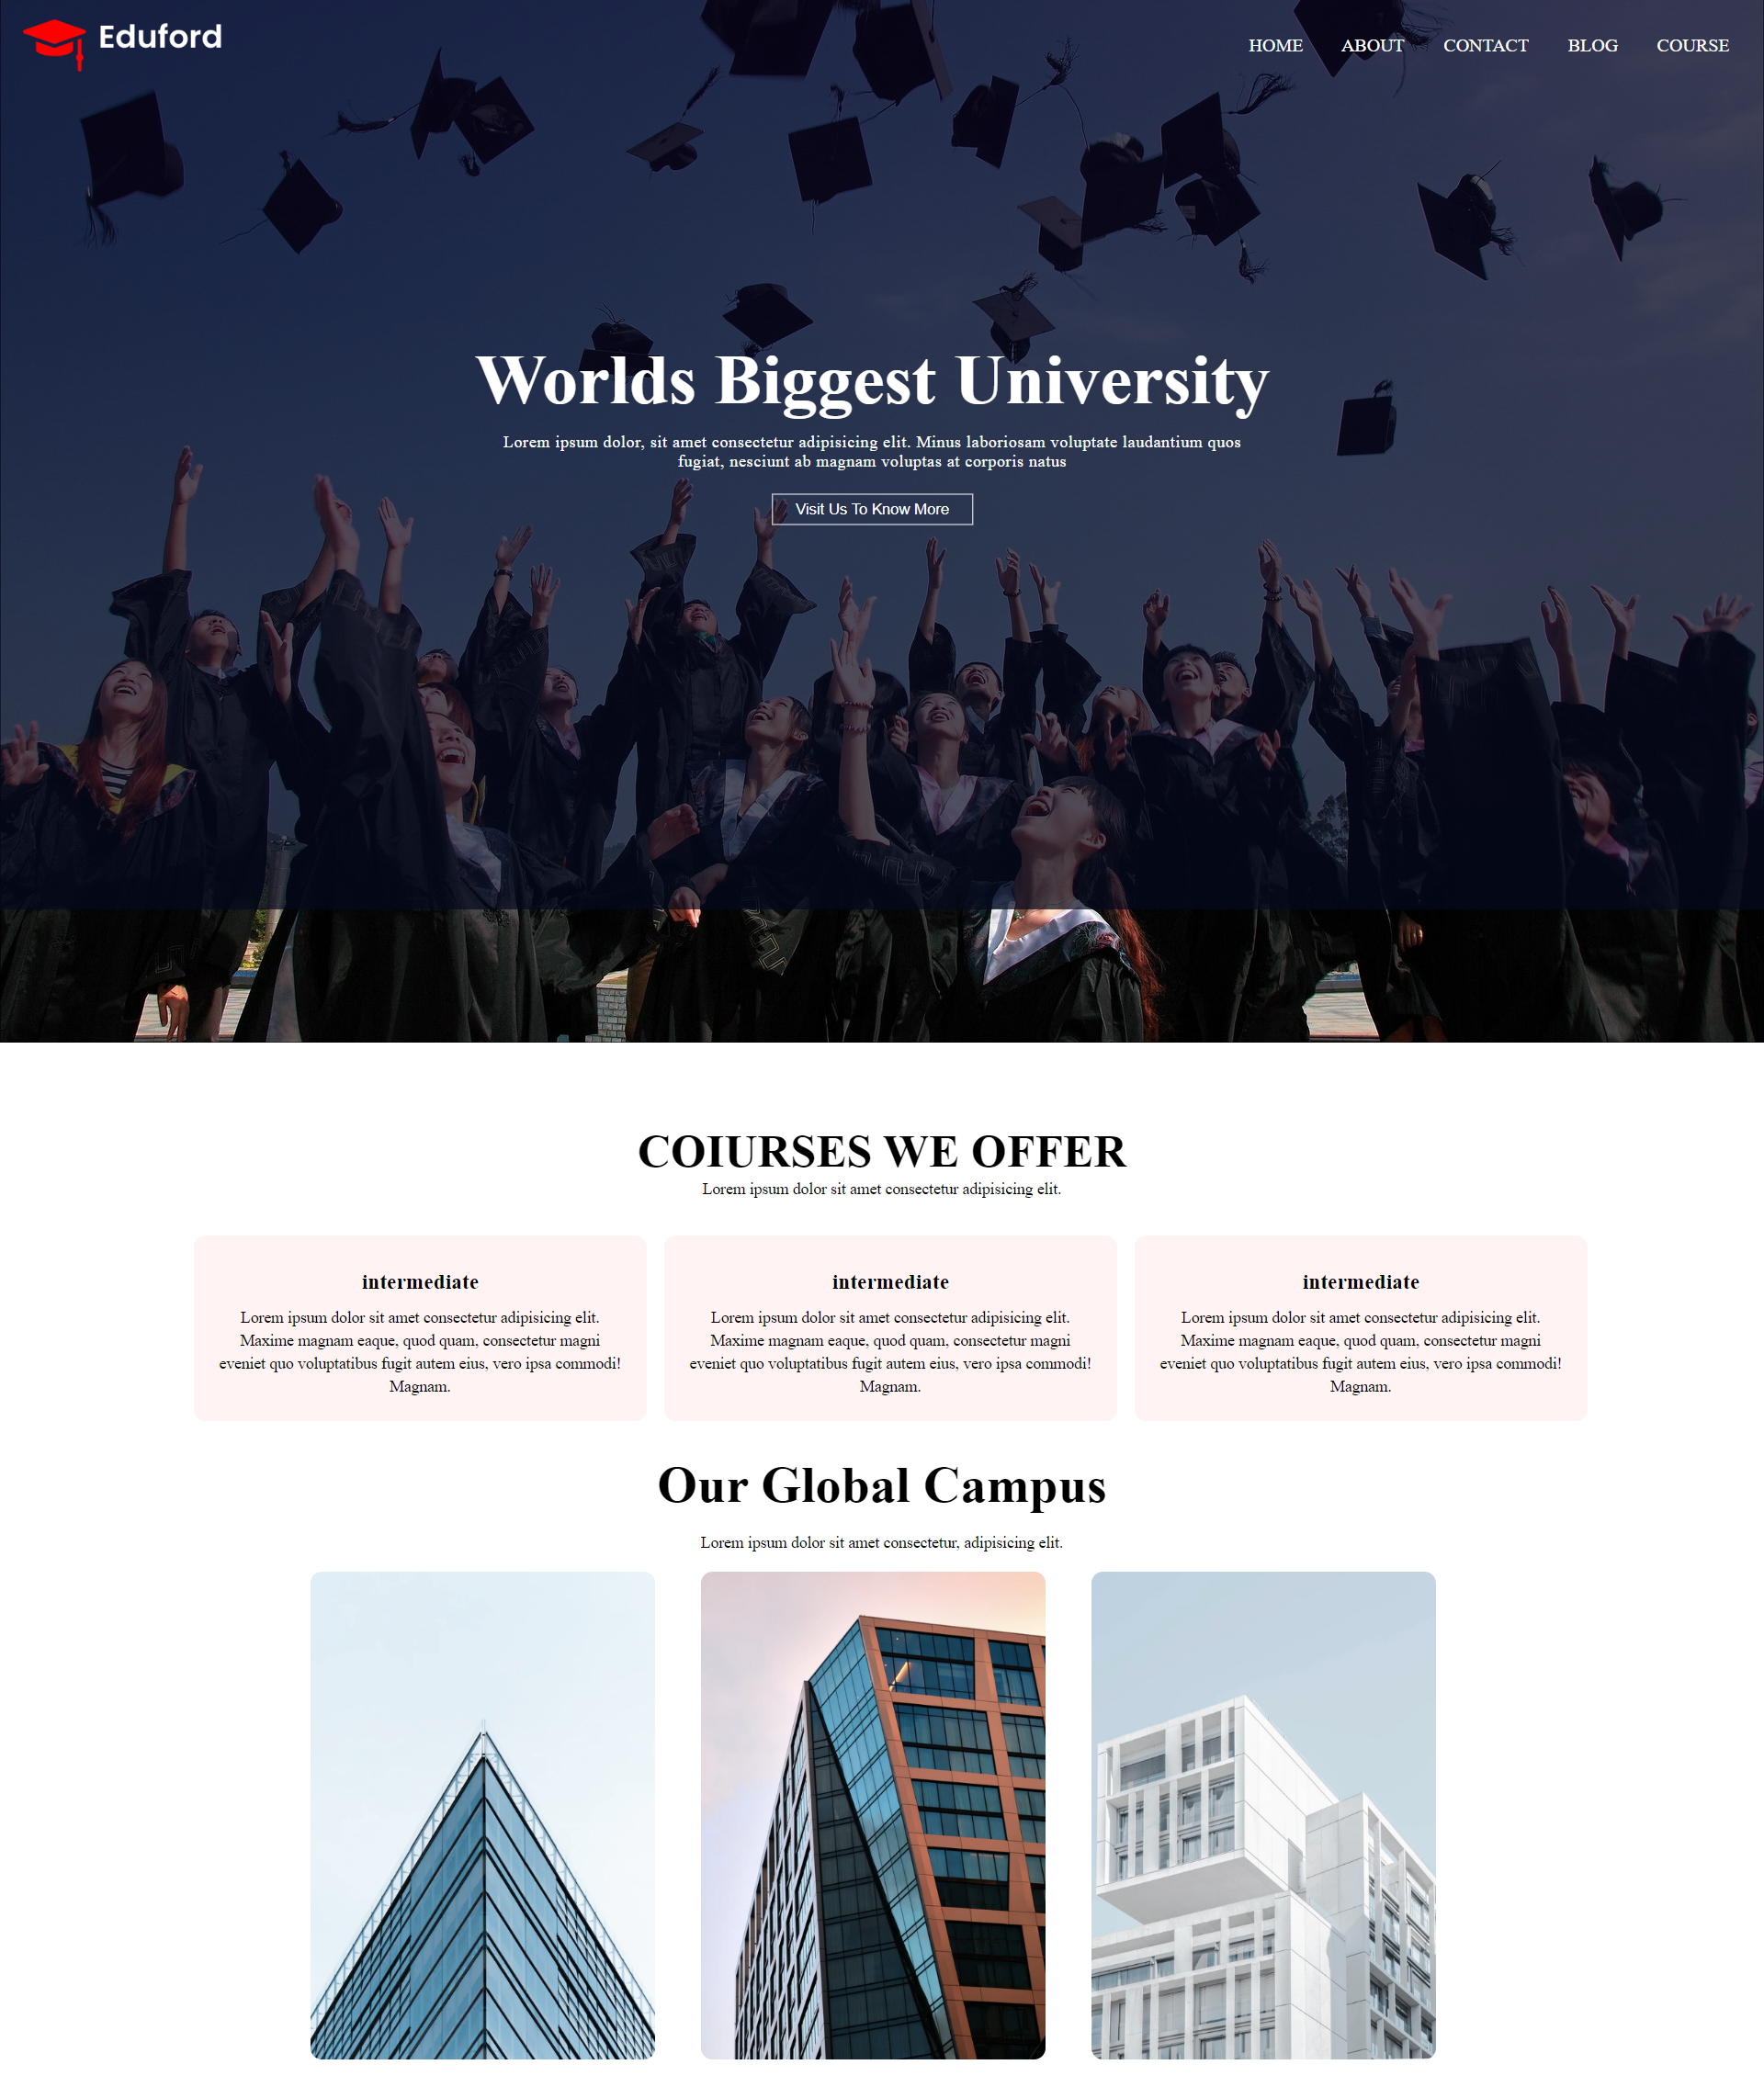 Eduford
HOME ABOUT CONTACT BLOG COURSE
Worlds Biggest University
Lorem ipsum dolor, sit amet consectetur adipisicing elit. Minus laboriosam voluptate laudantium quos
fugiat, nesciunt ab magnam voluptas at corporis natus
Visit Us To Know More
COIURSES WE OFFER
Lorem ipsum dolor sit amet consectetur adipisicing elit.
intermediate
Lorem ipsum dolor sit amet consectetur adipisicing elit.
Maxime magnam eaque, quod quam, consectetur magni
eveniet quo voluptatibus fugit autem eius, vero ipsa commodi!
Magnam.
intermediate
Lorem ipsum dolor sit amet consectetur adipisicing elit.
Maxime magnam eaque, quod quam, consectetur magni
eveniet quo voluptatibus fugit autem eius, vero ipsa commodi!
Magnam.
intermediate
Lorem ipsum dolor sit amet consectetur adipisicing elit.
Maxime magnam eaque, quod quam, consectetur magni
eveniet quo voluptatibus fugit autem eius, vero ipsa commodi!
Magnam.
Our Global Campus
Lorem ipsum dolor sit amet consectetur, adipisicing elit.